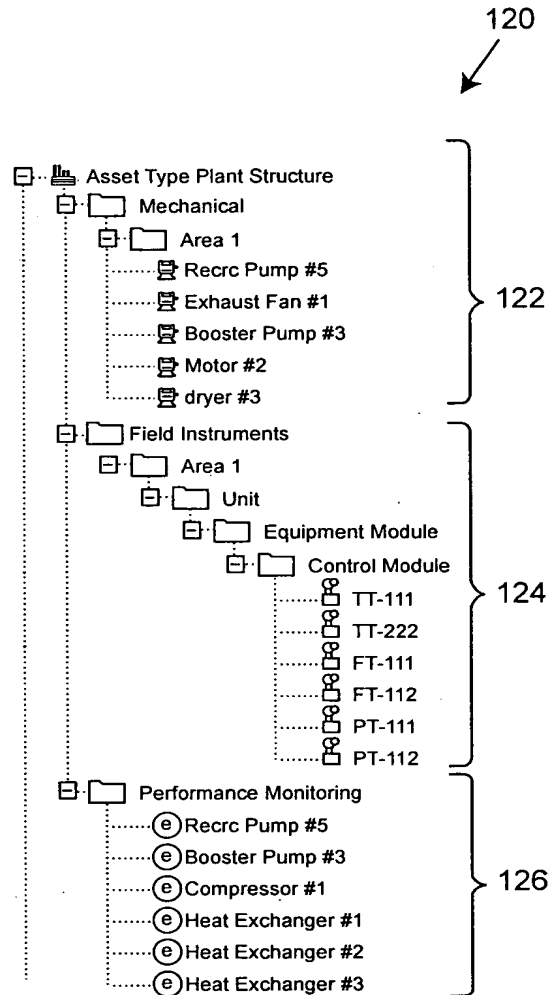 120
Asset Type Plant Structure
Mechanical
Area 1
Recrc Pump #5
Exhaust Fan #1
Booster Pump #3
Motor #2
dryer #3
122
Field Instruments
Area 1
Unit
Equipment Module
Control Module
TT-111
TT-222
FT-111
FT-112
PT-111
PT-112
124
Performance Monitoring
e Recrc Pump #5
e Booster Pump #3
e Compressor #1
e Heat Exchanger #1
e Heat Exchanger #2
e Heat Exchanger #3
126